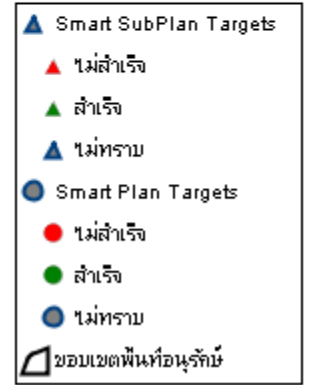 Smart SubPlan Targets
ไม่สำเร็จ
สำเร็จ
ไม่ทราบ
Smart Plan Targets
ไม่สำเร็จ
สำเร็จ
ไม่ทราบ
ขอบเขตพื้นที่อนุรักษ์